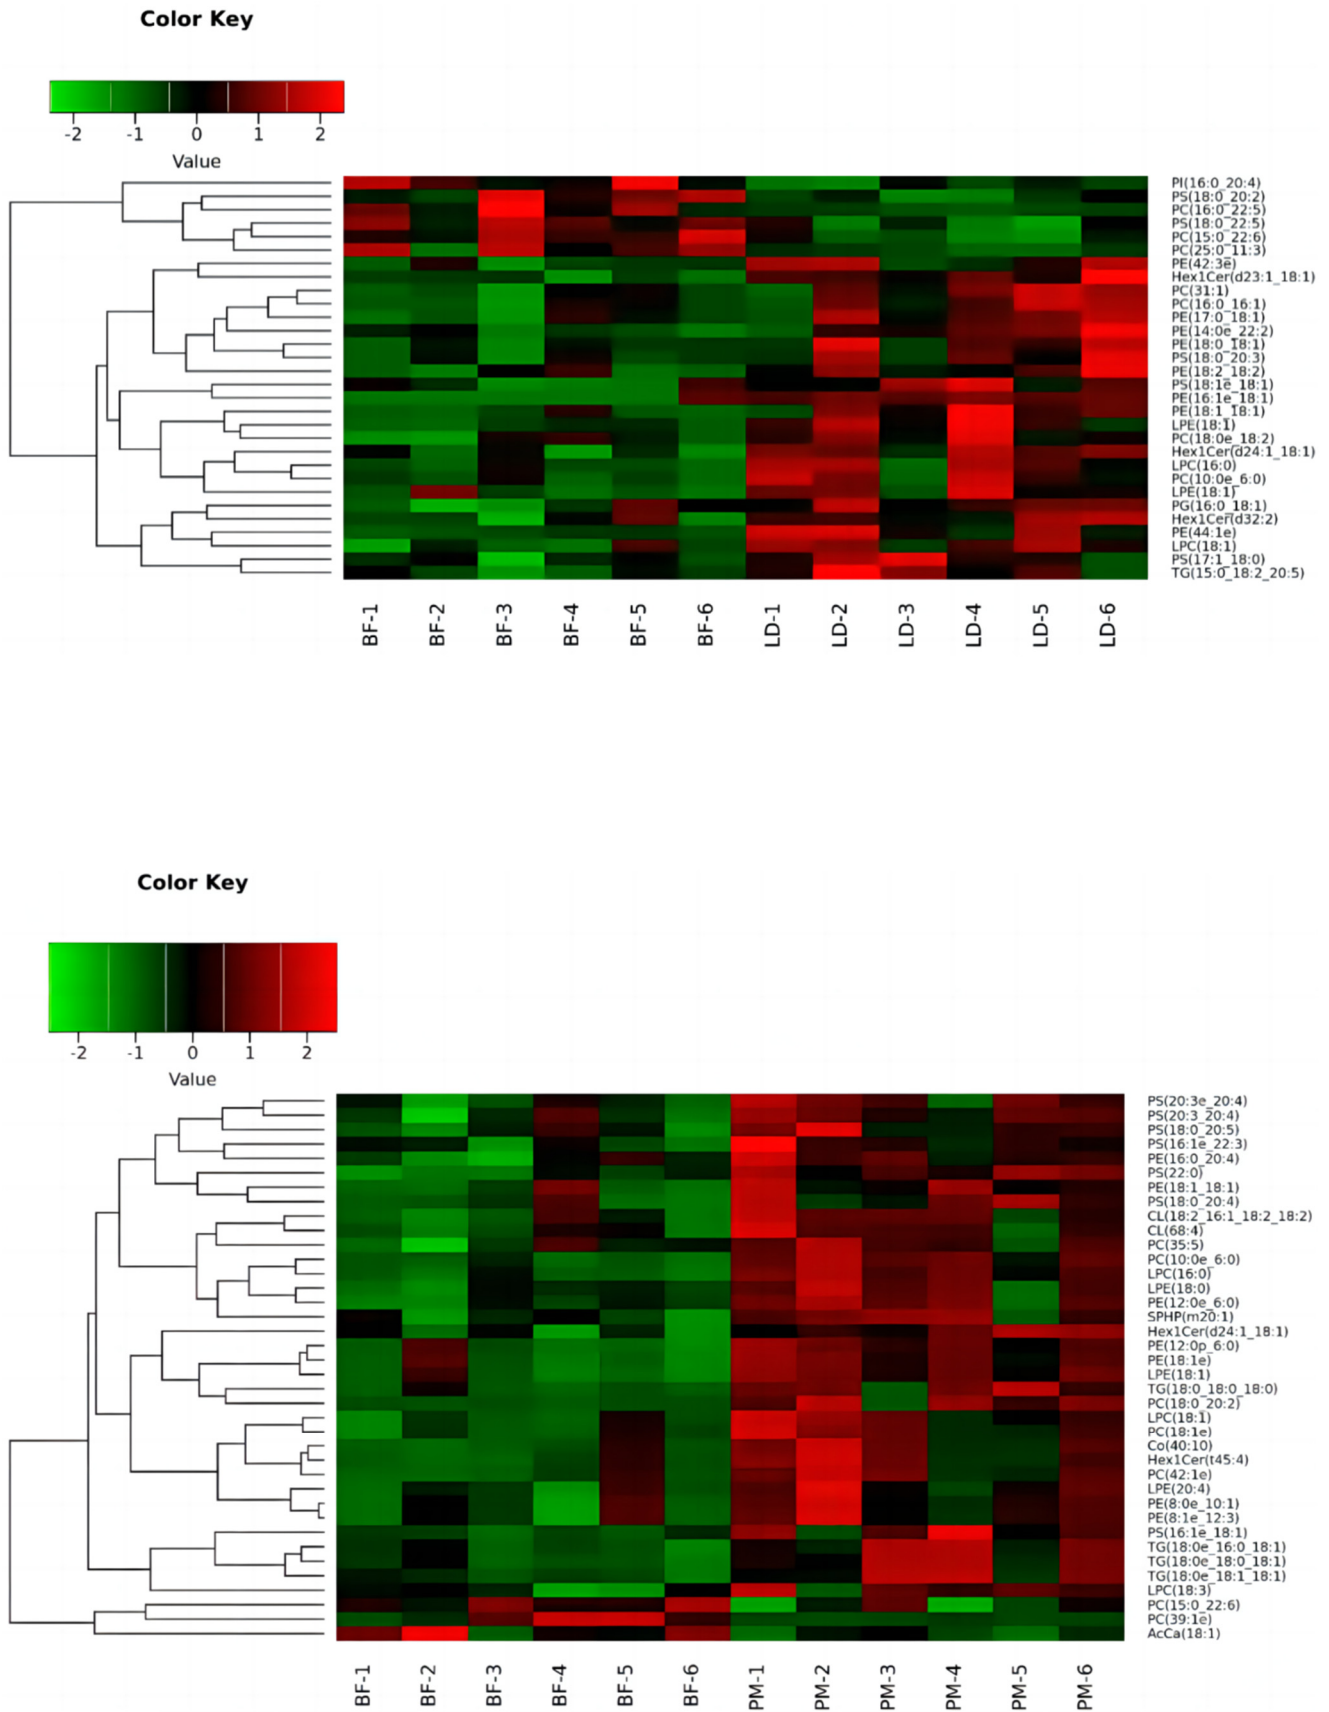 Color Key
-2 -1 0 1 2
Value
PI(16:0_20:4)
PS(18:0_20:2)
PC(16:0_22:5)
PS(18:0_22:5)
PC(15:0_22:6)
PC(25:0_11:3)
PE(42:3e)
Hex1Cer(d23:1_18:1)
PC(31:1)
PC(16:0_16:1)
PE(17:0_18:1)
PE(14:0e_22:2)
PE(18:0_18:1)
PS(18:0_20:3)
PE(18:2_18:2)
PS(18:1e_18:1)
PE(16:1e_18:1)
PE(18:1_18:1)
LPE(18:1)
PC(18:0e_18:2)
Hex1Cer(d24:1_18:1)
LPC(16:0)
PC(10:0e_6:0)
LPE(18:1)
PG(16:0_18:1)
Hex1Cer(d32:2)
PE(44:1e)
LPC(18:1)
PS(17:1_18:0)
TG(15:0_18:2_20:5)
BF-1 BF-2 BF-3 BF-4 BF-5 BF-6 LD-1 LD-2 LD-3 LD-4 LD-5 LD-6
Color Key
-2 -1 0 1 2
Value
PS(20:3e_20:4)
PS(20:3_20:4)
PS(18:0_20:5)
PS(16:1e_22:3)
PE(16:0_20:4)
PS(22:0)
PE(18:1_18:1)
PS(18:0_20:4)
CL(18:2_16:1_18:2_18:2)
CL(68:4)
PC(35:5)
PC(10:0e_6:0)
LPC(16:0)
LPE(18:0)
PE(12:0e_6:0)
SPHP(m20:1)
Hex1Cer(d24:1_18:1)
PE(12:0p_6:0)
PE(18:1e)
LPE(18:1)
TG(18:0_18:0_18:0)
PC(18:0_20:2)
LPC(18:1)
PC(18:1e)
Co(40:10)
Hex1Cer(t45:4)
PC(42:1e)
LPE(20:4)
PE(8:0e_10:1)
PE(8:1e_12:3)
PS(16:1e_18:1)
TG(18:0e_16:0_18:1)
TG(18:0e_18:0_18:1)
TG(18:0e_18:1_18:1)
LPC(18:3)
PC(15:0_22:6)
PC(39:1e)
AcCa(18:1)
BF-1 BF-2 BF-3 BF-4 BF-5 BF-6 PM-1 PM-2 PM-3 PM-4 PM-5 PM-6